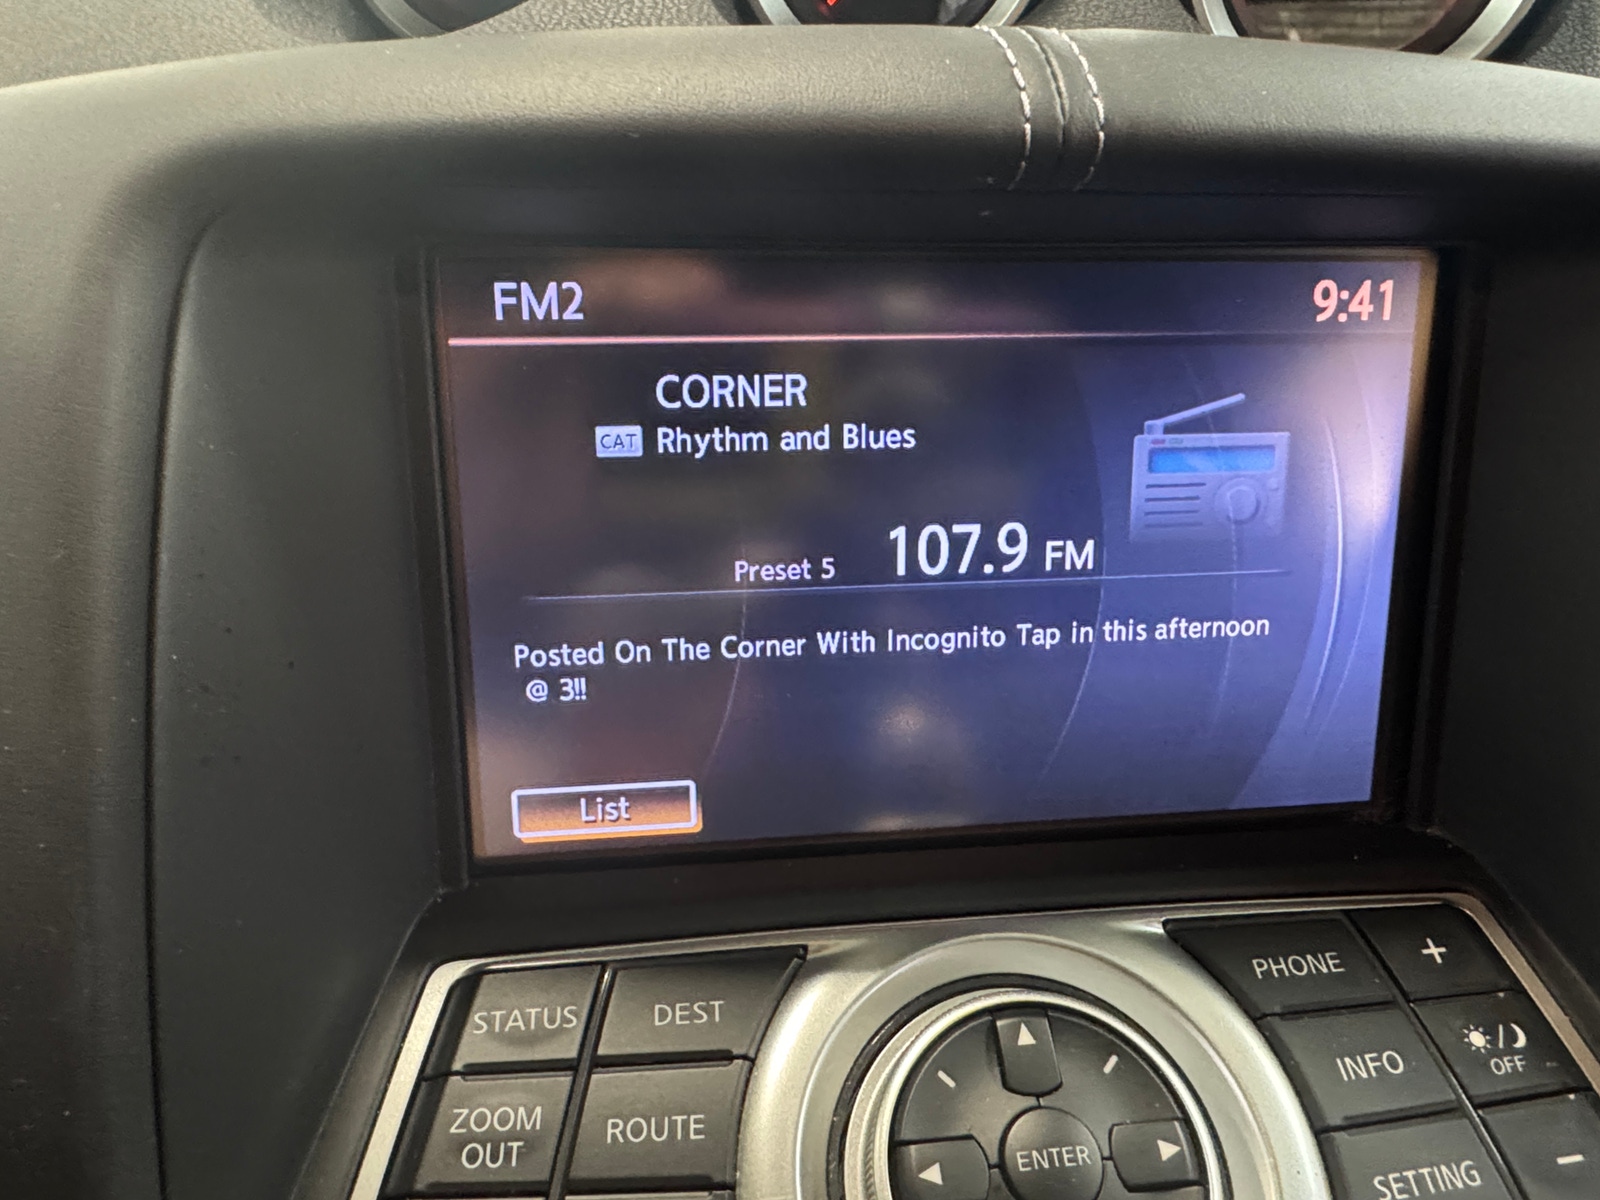 FM2
9:41
CORNER
CAT Rhythm and Blues
Preset 5 107.9 FM
Posted On The Corner With Incognito Tap in this afternoon
@ 3!!
List
STATUS
DEST
PHONE
+
ZOOM
OUT
ROUTE
INFO
OFF
ENTER
SETTING
-